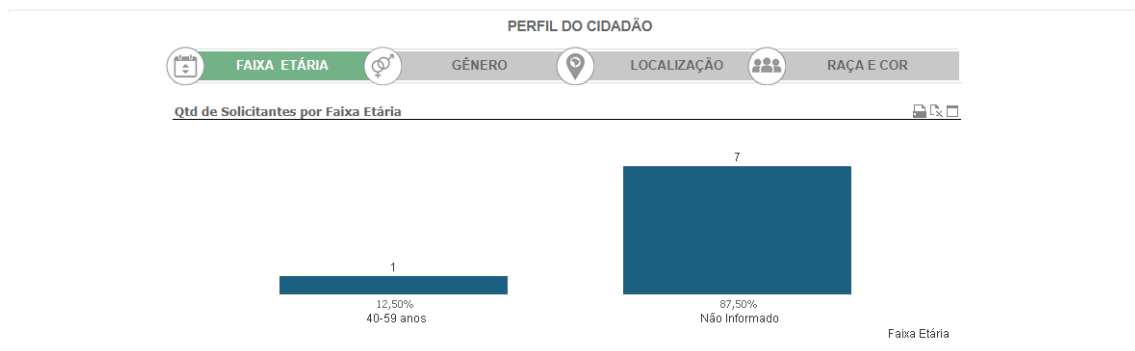 PERFIL DO CIDADÃO
FAIXA ETÁRIA GÊNERO LOCALIZAÇÃO RAÇA E COR
Qtd de Solicitantes por Faixa Etária
7
1
12,50% 87,50%
40-59 anos Não Informado
Faixa Etária